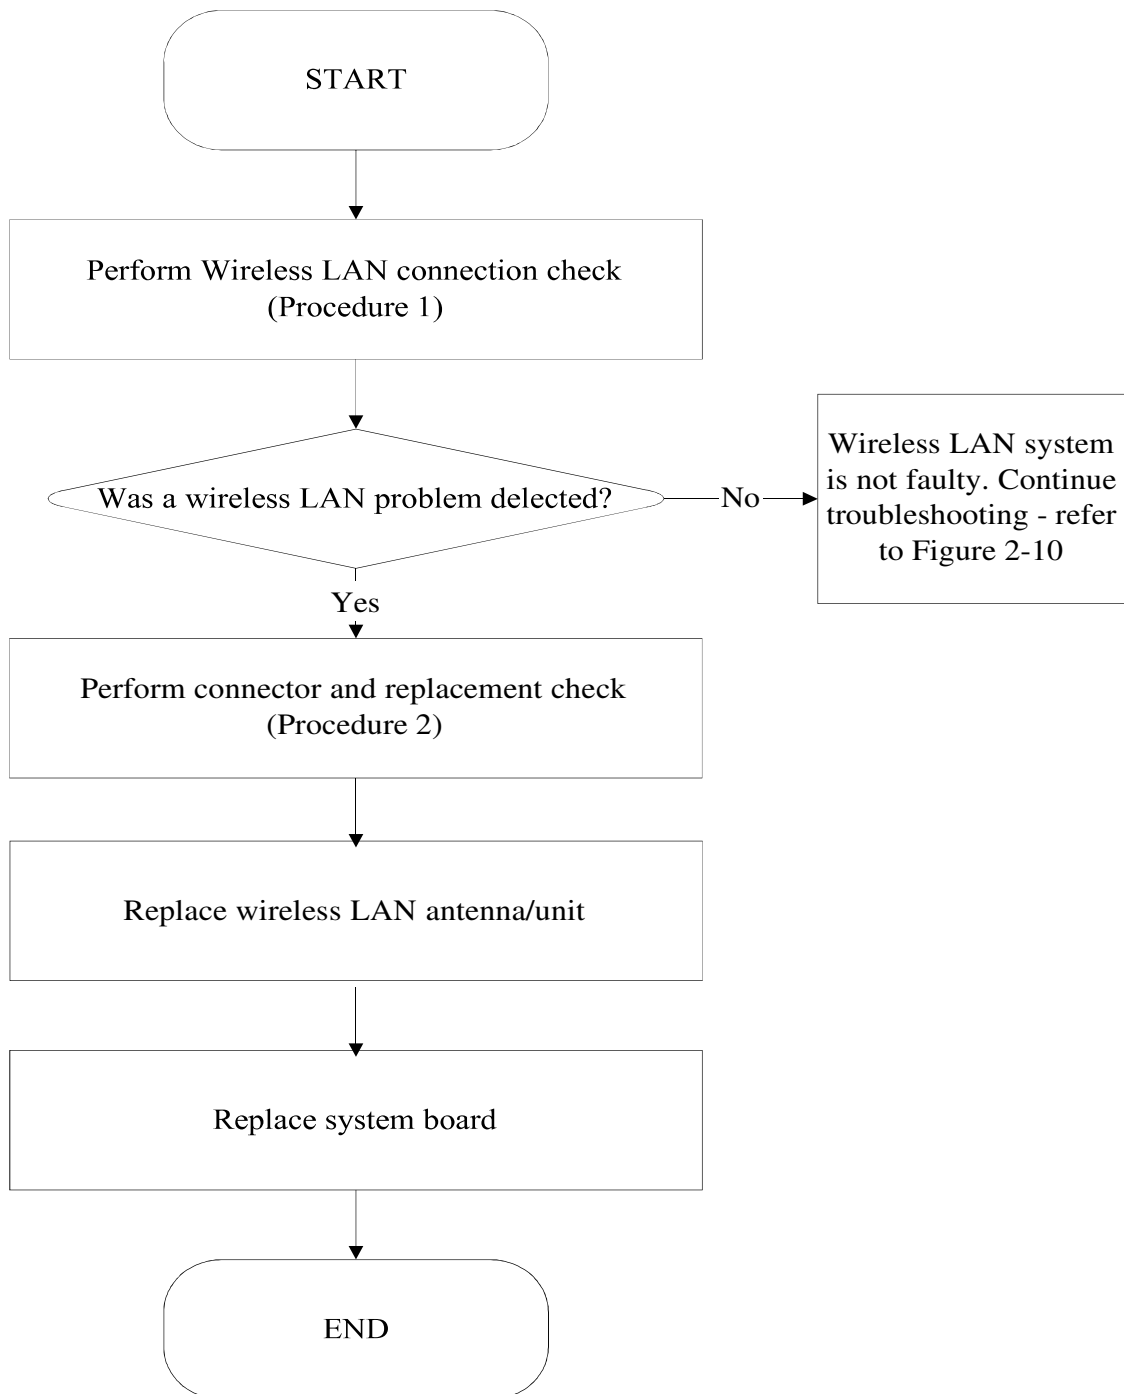 START
Perform Wireless LAN connection check
(Procedure 1)
Was a wireless LAN problem delected?
No
Wireless LAN system
is not faulty. Continue
troubleshooting - refer
to Figure 2-10
Yes
Perform connector and replacement check
(Procedure 2)
Replace wireless LAN antenna/unit
Replace system board
END